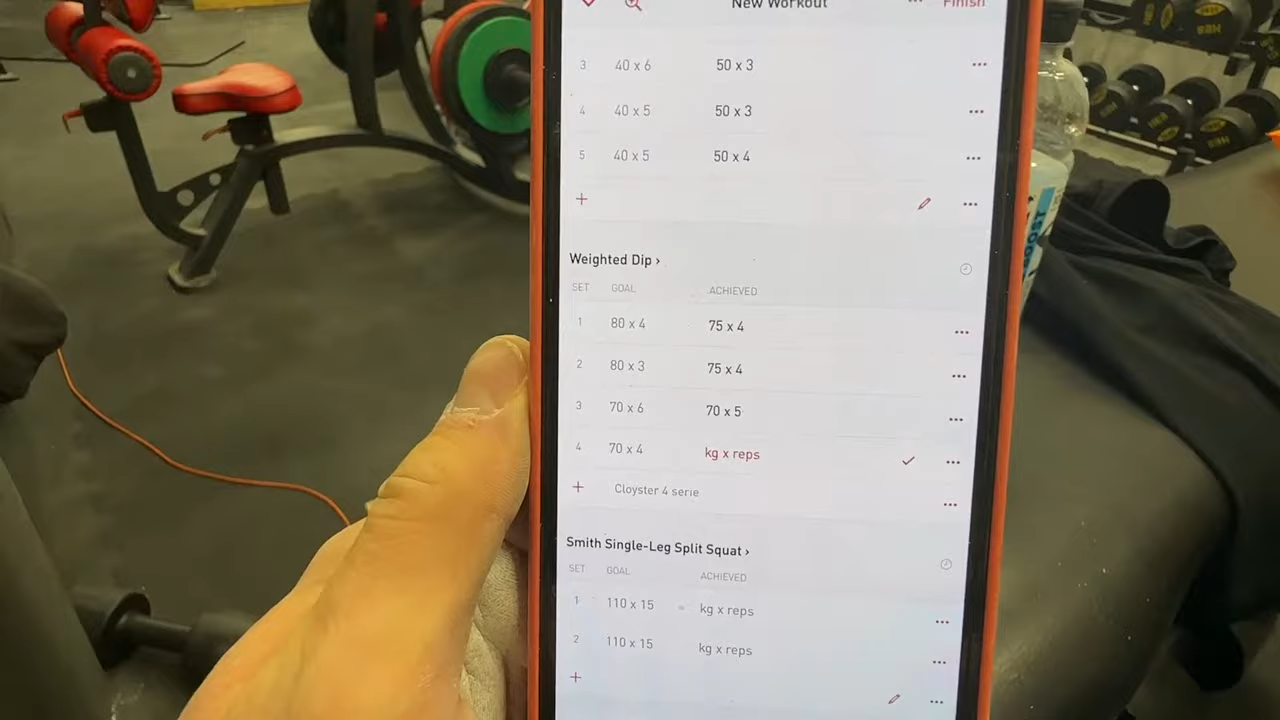 New Workout ... Finish
3 40 x 6 50 x 3 ...
4 40 x 5 50 x 3 ...
5 40 x 5 50 x 4 ...
+ ...
Weighted Dip ›
SET GOAL ACHIEVED
1 80 x 4 75 x 4 ...
2 80 x 3 75 x 4 ...
3 70 x 6 70 x 5 ...
4 70 x 4 kg x reps ...
+ Cloyster 4 serie ...
Smith Single-Leg Split Squat ›
SET GOAL ACHIEVED
1 110 x 15 kg x reps ...
2 110 x 15 kg x reps ...
+ ...